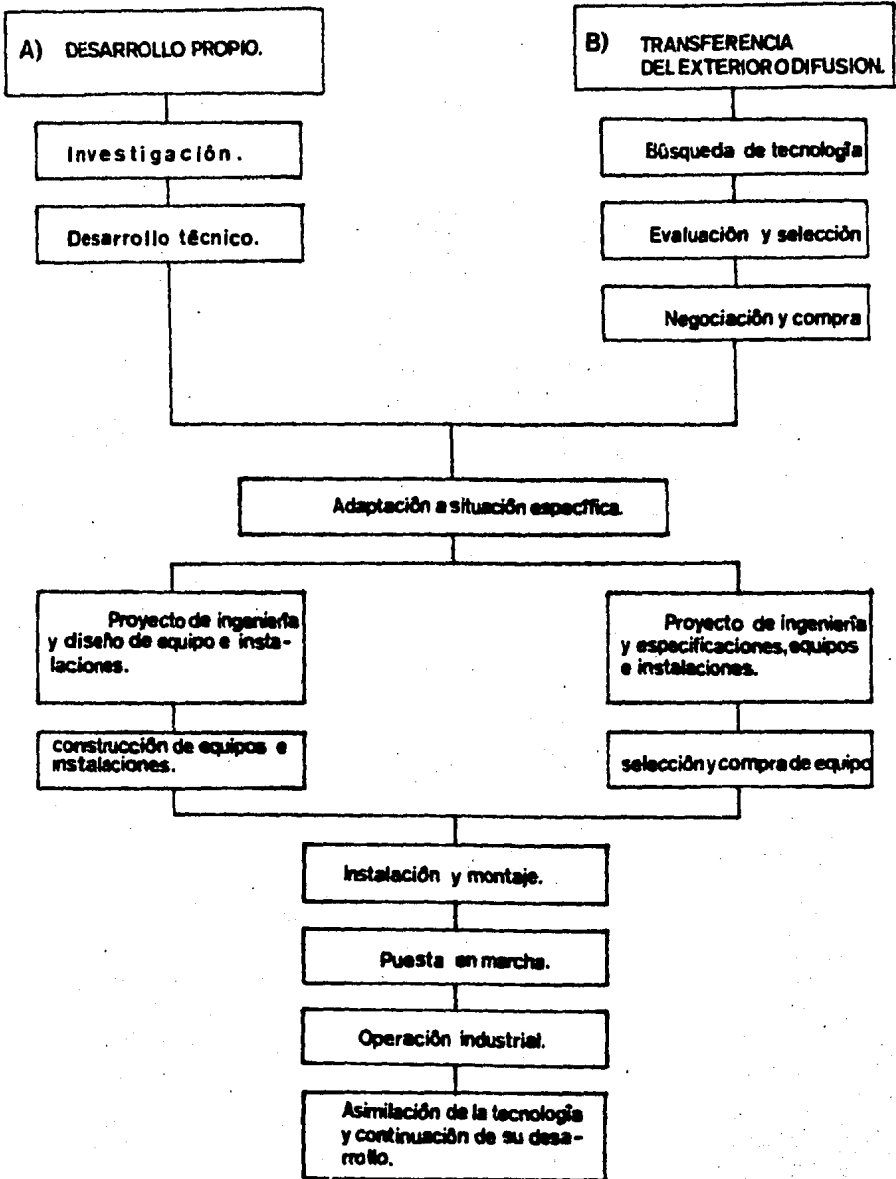 A) DESARROLLO PROPIO.
Investigación.
Desarrollo técnico.
B) TRANSFERENCIA
DEL EXTERIOR O DIFUSION.
Búsqueda de tecnología
Evaluación y selección
Negociación y compra
Adaptación a situación específica.
Proyecto de ingeniería
y diseño de equipo e insta-
laciones.
construcción de equipos e
instalaciones.
Proyecto de ingeniería
y especificaciones, equipos
e instalaciones.
selección y compra de equipo
Instalación y montaje.
Puesta en marcha.
Operación industrial.
Asimilación de la tecnología
y continuación de su desa-
rrollo.